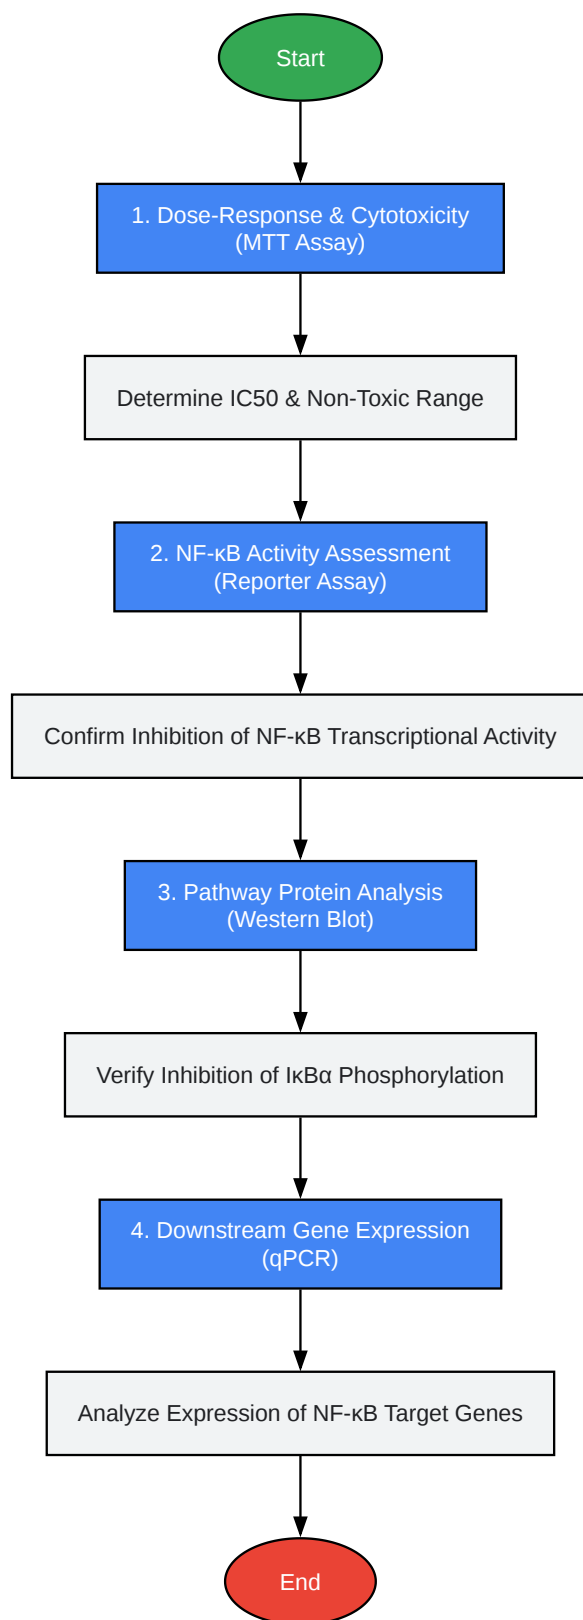 Start
1. Dose-Response & Cytotoxicity
(MTT Assay)
Determine IC50 & Non-Toxic Range
2. NF-κB Activity Assessment
(Reporter Assay)
Confirm Inhibition of NF-κB Transcriptional Activity
3. Pathway Protein Analysis
(Western Blot)
Verify Inhibition of IκBα Phosphorylation
4. Downstream Gene Expression
(qPCR)
Analyze Expression of NF-κB Target Genes
End